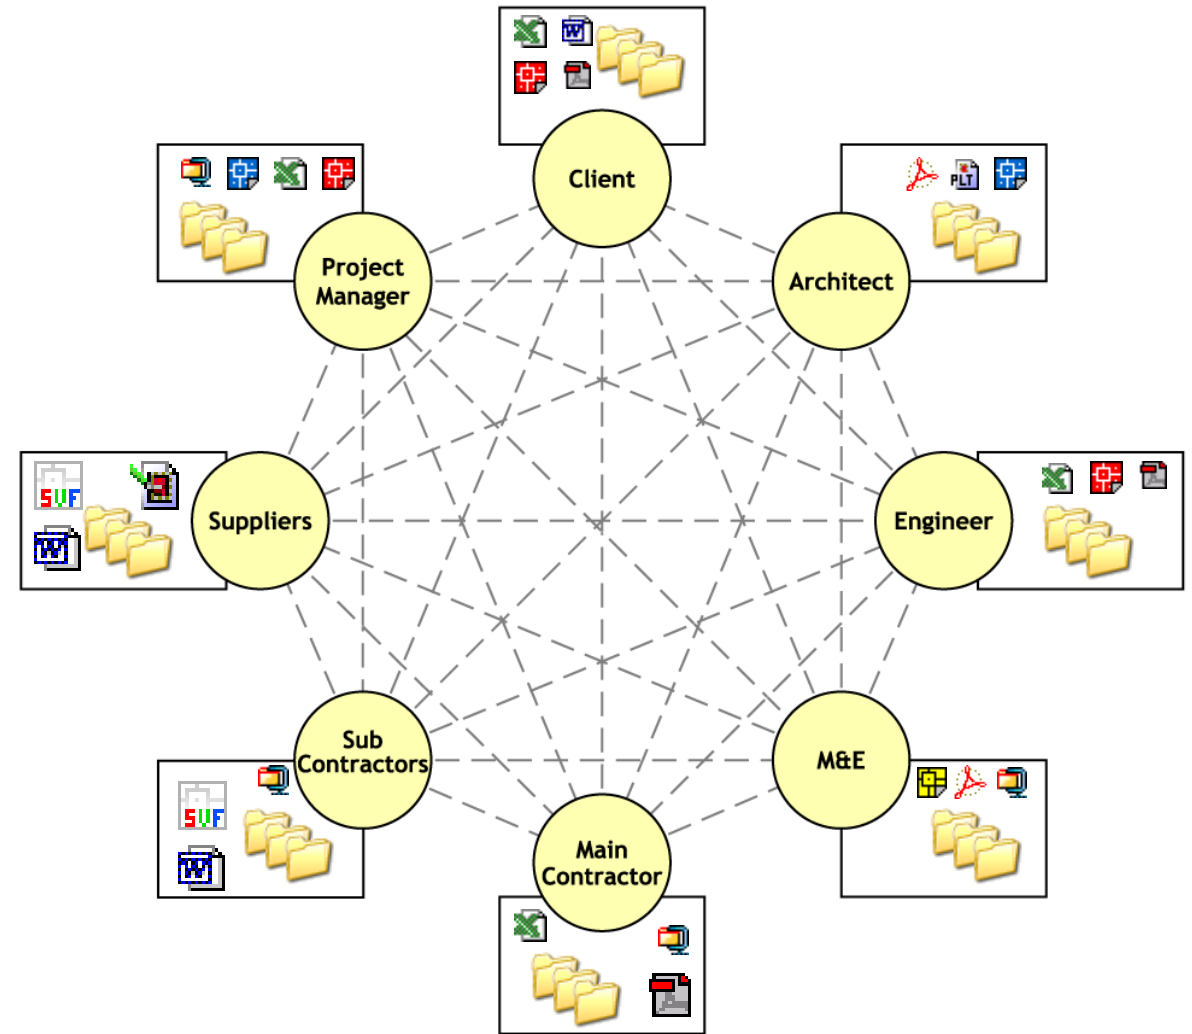 Client
Project
Manager
PLT
Architect
SVF
W
Suppliers
Engineer
Sub
Contractors
M&E
SVF
W
Main
Contractor
W